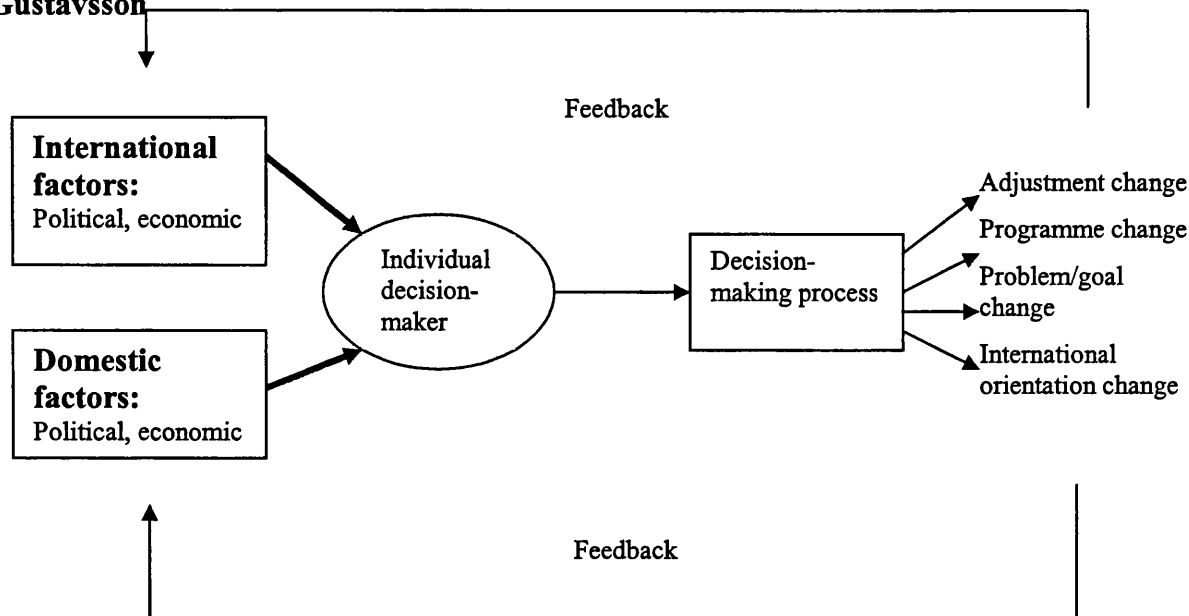 Gustavsson
Feedback
International
factors:
Political, economic
Domestic
factors:
Political, economic
Individual
decision-
maker
Decision-
making process
Adjustment change
Programme change
Problem/goal
change
International
orientation change
Feedback